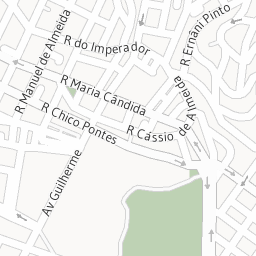 R Manuel de Almeida
R do Imperador
R Ernâni Pinto
R Maria Cândida
R Chico Pontes
R Cássio de Almeida
Av Guilherme